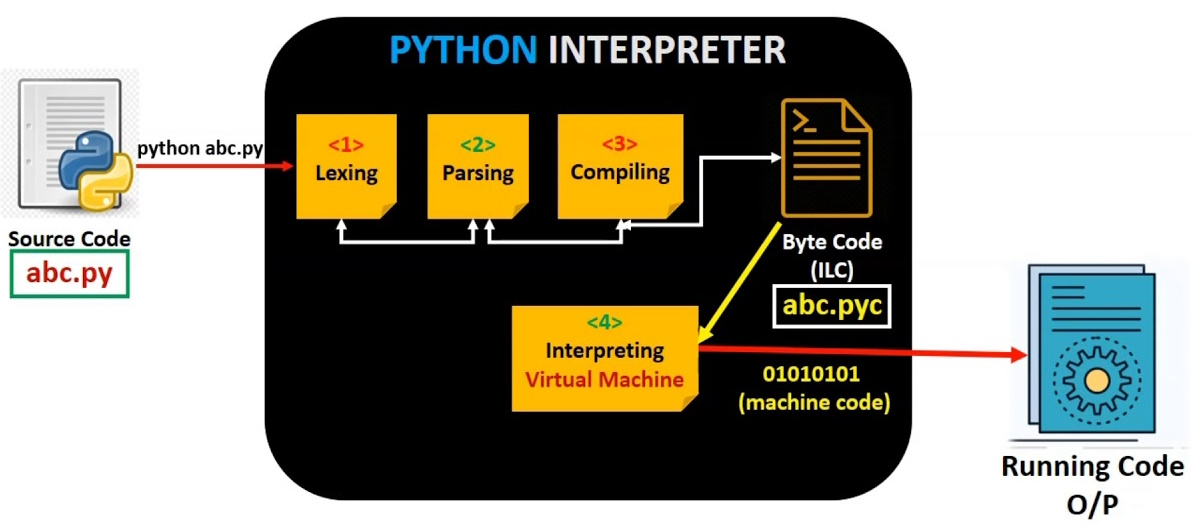 PYTHON INTERPRETER
python abc.py
<1>
Lexing
<2>
Parsing
<3>
Compiling
>_
Source Code
abc.py
Byte Code
(ILC)
abc.pyc
<4>
Interpreting
Virtual Machine
01010101
(machine code)
Running Code
O/P